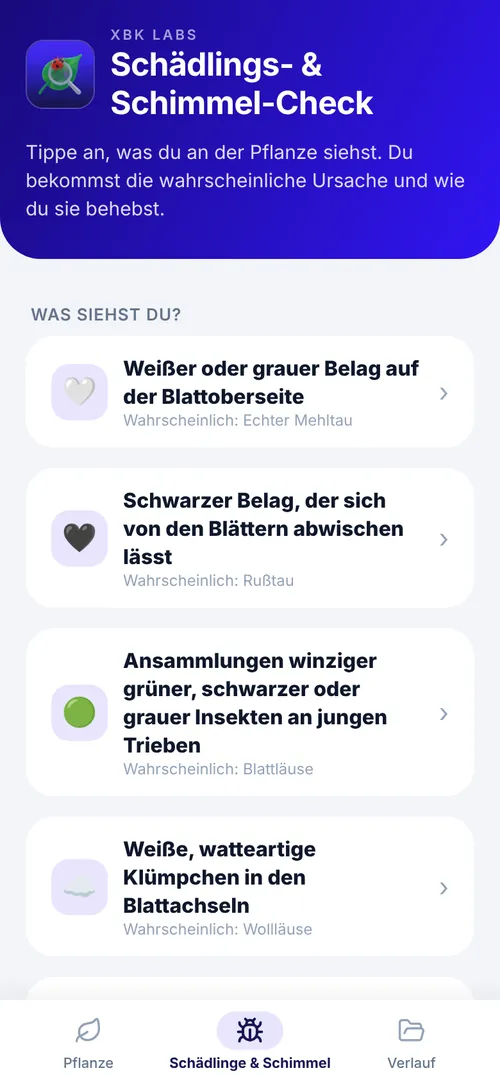 XBK LABS
Schädlings- &
Schimmel-Check
Tippe an, was du an der Pflanze siehst. Du
bekommst die wahrscheinliche Ursache und wie
du sie behebst.
WAS SIEHST DU?
Weißer oder grauer Belag auf
der Blattoberseite
Wahrscheinlich: Echter Mehltau
Schwarzer Belag, der sich
von den Blättern abwischen
lässt
Wahrscheinlich: Rußtau
Ansammlungen winziger
grüner, schwarzer oder
grauer Insekten an jungen
Trieben
Wahrscheinlich: Blattläuse
Weiße, watteartige
Klümpchen in den
Blattachseln
Wahrscheinlich: Wollläuse
Pflanze
Schädlinge & Schimmel
Verlauf